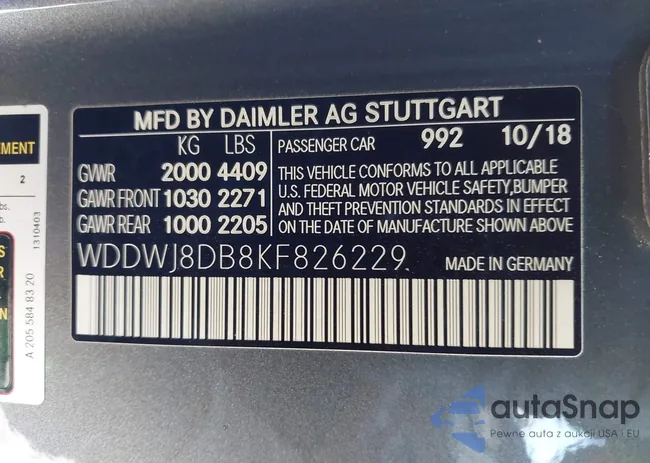 MFD BY DAIMLER AG STUTTGART
KG LBS
PASSENGER CAR 992 10/18
GVWR 2000 4409
GAWR FRONT 1030 2271
GAWR REAR 1000 2205
THIS VEHICLE CONFORMS TO ALL APPLICABLE
U.S. FEDERAL MOTOR VEHICLE SAFETY,BUMPER
AND THEFT PREVENTION STANDARDS IN EFFECT
ON THE DATE OF MANUFACTURE SHOWN ABOVE
WDDWJ8DB8KF826229
MADE IN GERMANY
EMENT
2
lbs.
1310403
A 205 584 83 20
S
R
N
autaSnap
Pewne auta z aukcji USA i EU